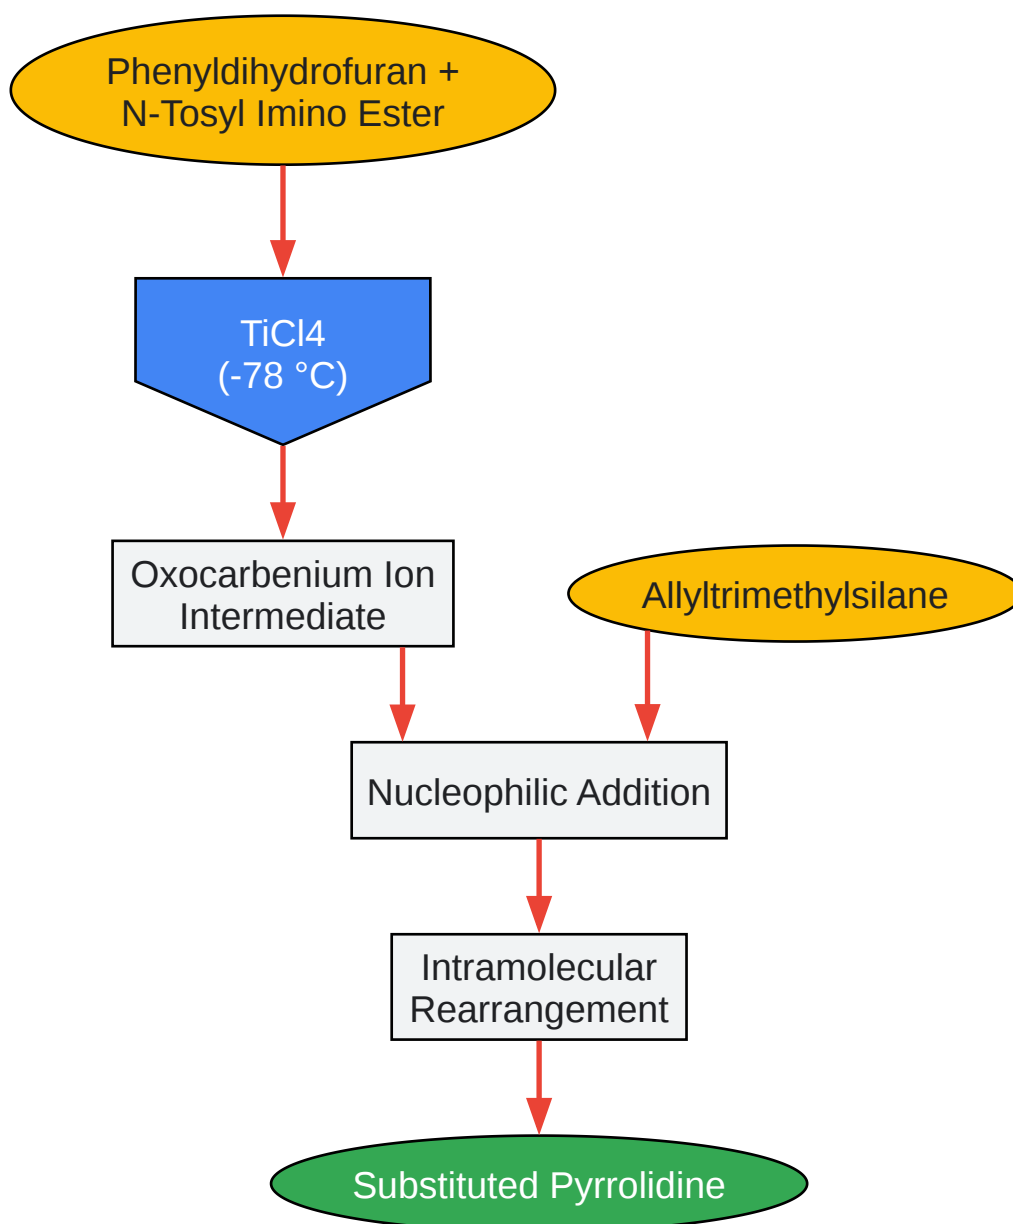 Phenyldihydrofuran +
N-Tosyl Imino Ester
TiCl4
(-78 °C)
Oxocarbenium Ion
Intermediate
Allyltrimethylsilane
Nucleophilic Addition
Intramolecular
Rearrangement
Substituted Pyrrolidine